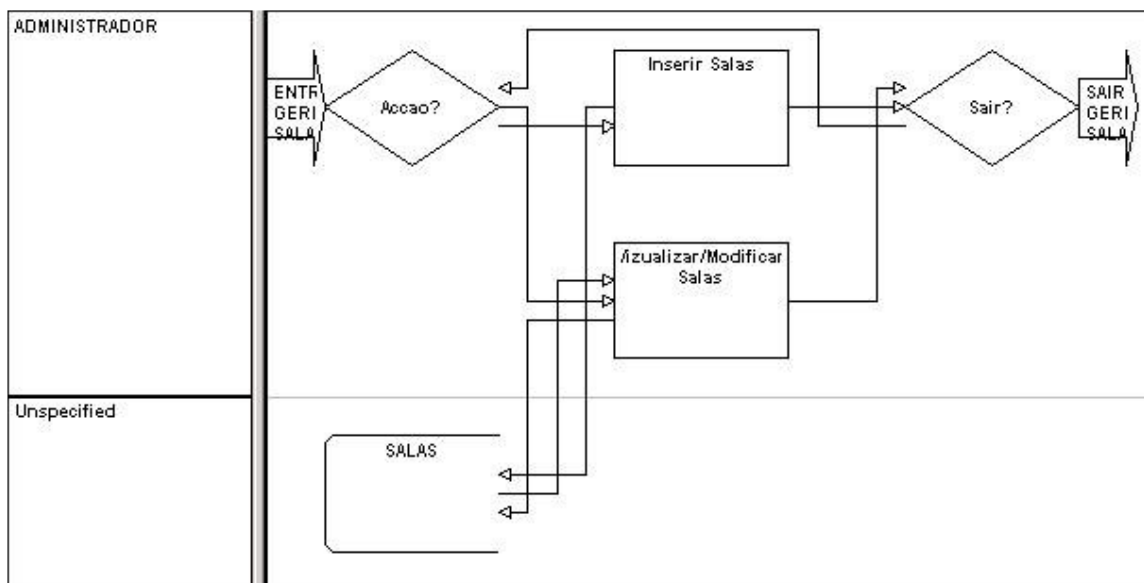 ADMINISTRADOR
ENTR
GERI
SALA
Accao?
Inserir Salas
Sair?
SAIR
GERI
SALA
/izualizar/Modificar
Salas
Unspecified
SALAS